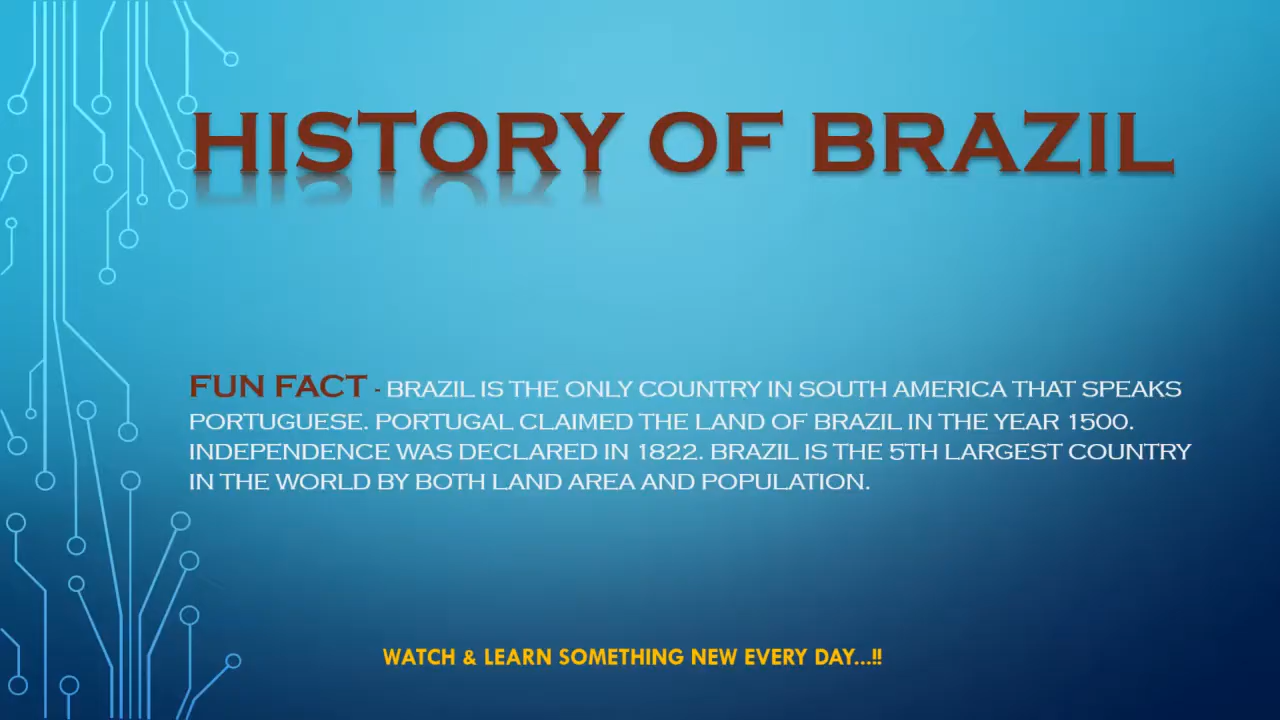 HISTORY OF BRAZIL
FUN FACT - BRAZIL IS THE ONLY COUNTRY IN SOUTH AMERICA THAT SPEAKS
PORTUGUESE. PORTUGAL CLAIMED THE LAND OF BRAZIL IN THE YEAR 1500.
INDEPENDENCE WAS DECLARED IN 1822. BRAZIL IS THE 5TH LARGEST COUNTRY
IN THE WORLD BY BOTH LAND AREA AND POPULATION.
WATCH & LEARN SOMETHING NEW EVERY DAY...!!